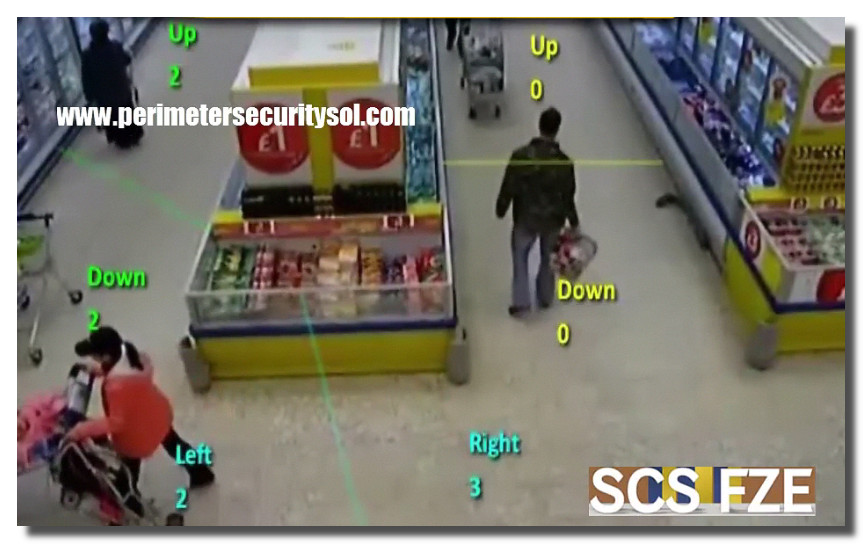 Up
2
Up
0
www.perimetersecuritysol.com
£1
£1
Down
2
Down
0
Left
2
Right
3
SCS FZE